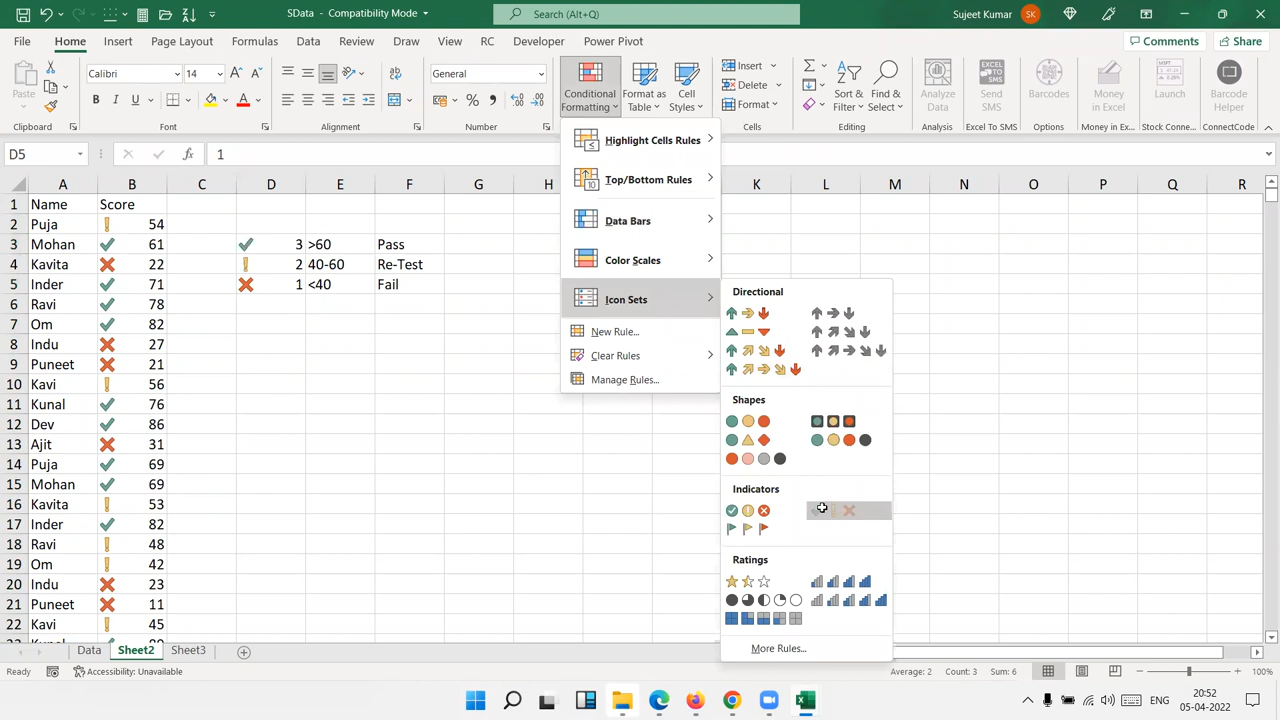 SData - Compatibility Mode
Search (Alt+Q)
Sujeet Kumar SK
File Home Insert Page Layout Formulas Data Review Draw View RC Developer Help Power Pivot
Comments Share
Paste
Calibri 14
B I U
General
Conditional Formatting
Format as Table
Cell Styles
Insert
Delete
Format
Sort & Filter
Find & Select
Analyze Data
Send SMS
Barcodes
Money in Excel
Launch
Barcode Helper
Clipboard Font Alignment Number Cells Editing Analysis Excel To SMS Options Money in Ex... Stock Conne... ConnectCode
D5 fx 1
A B C D E F G H K L M N O P Q R
1 Name Score
2 Puja 54
3 Mohan 61 3 >60 Pass
4 Kavita 22 2 40-60 Re-Test
5 Inder 71 1 <40 Fail
6 Ravi 78
7 Om 82
8 Indu 27
9 Puneet 21
10 Kavi 56
11 Kunal 76
12 Dev 86
13 Ajit 31
14 Puja 69
15 Mohan 69
16 Kavita 53
17 Inder 82
18 Ravi 48
19 Om 42
20 Indu 23
21 Puneet 11
22 Kavi 45
Highlight Cells Rules
Top/Bottom Rules
Data Bars
Color Scales
Icon Sets
New Rule...
Clear Rules
Manage Rules...
Directional
Shapes
Indicators
Ratings
More Rules...
Data Sheet2 Sheet3
Ready Accessibility: Unavailable Average: 2 Count: 3 Sum: 6 100%
ENG
20:52
05-04-2022